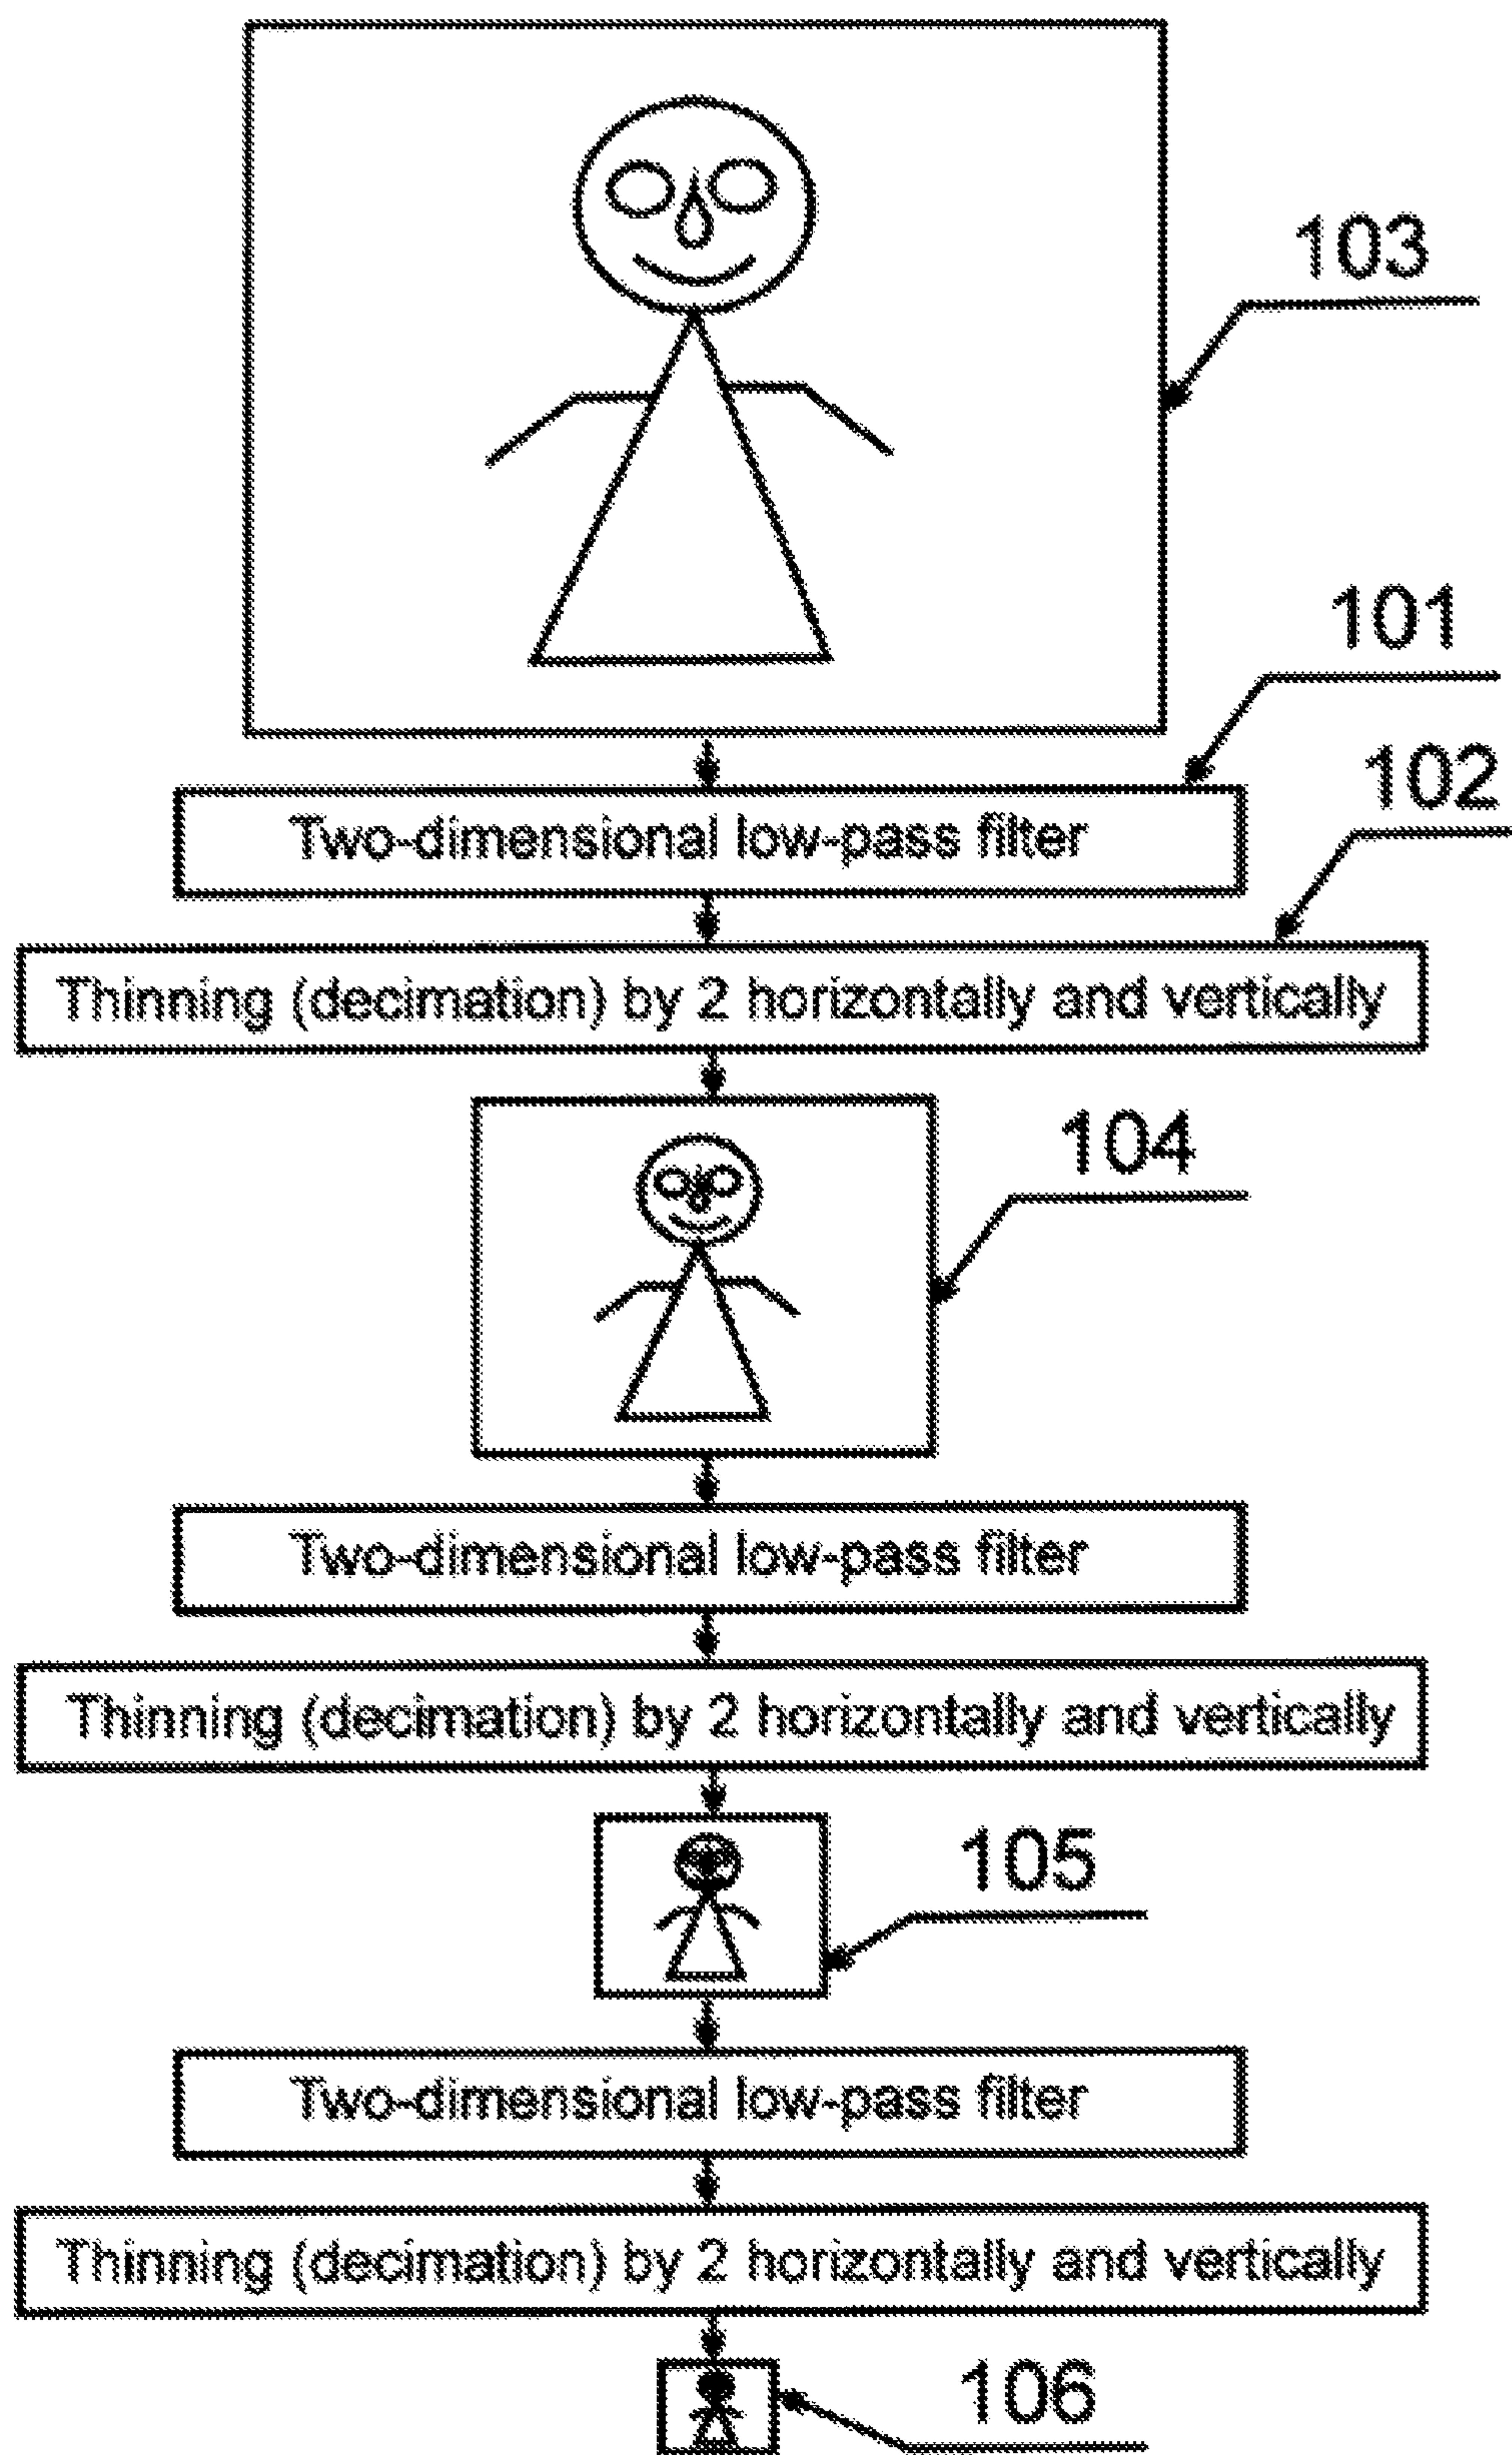 103
101
102
Two-dimensional low-pass filter
Thinning (decimation) by 2 horizontally and vertically
104
Two-dimensional low-pass filter
Thinning (decimation) by 2 horizontally and vertically
105
Two-dimensional low-pass filter
Thinning (decimation) by 2 horizontally and vertically
106